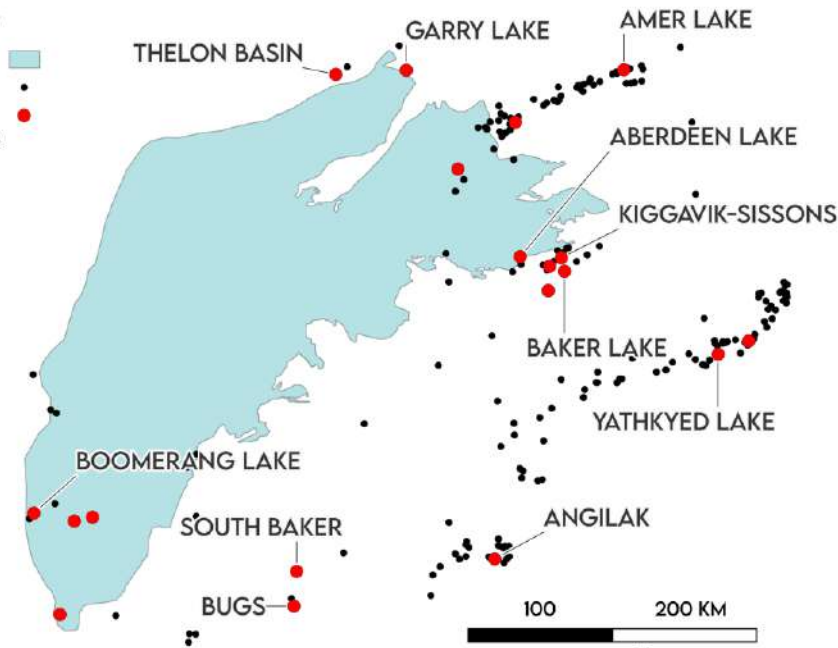 GARRY LAKE
AMER LAKE
THELON BASIN
ABERDEEN LAKE
KIGGAVIK-SISSONS
BAKER LAKE
YATHKYED LAKE
BOOMERANG LAKE
ANGILAK
SOUTH BAKER
BUGS
100 200 KM